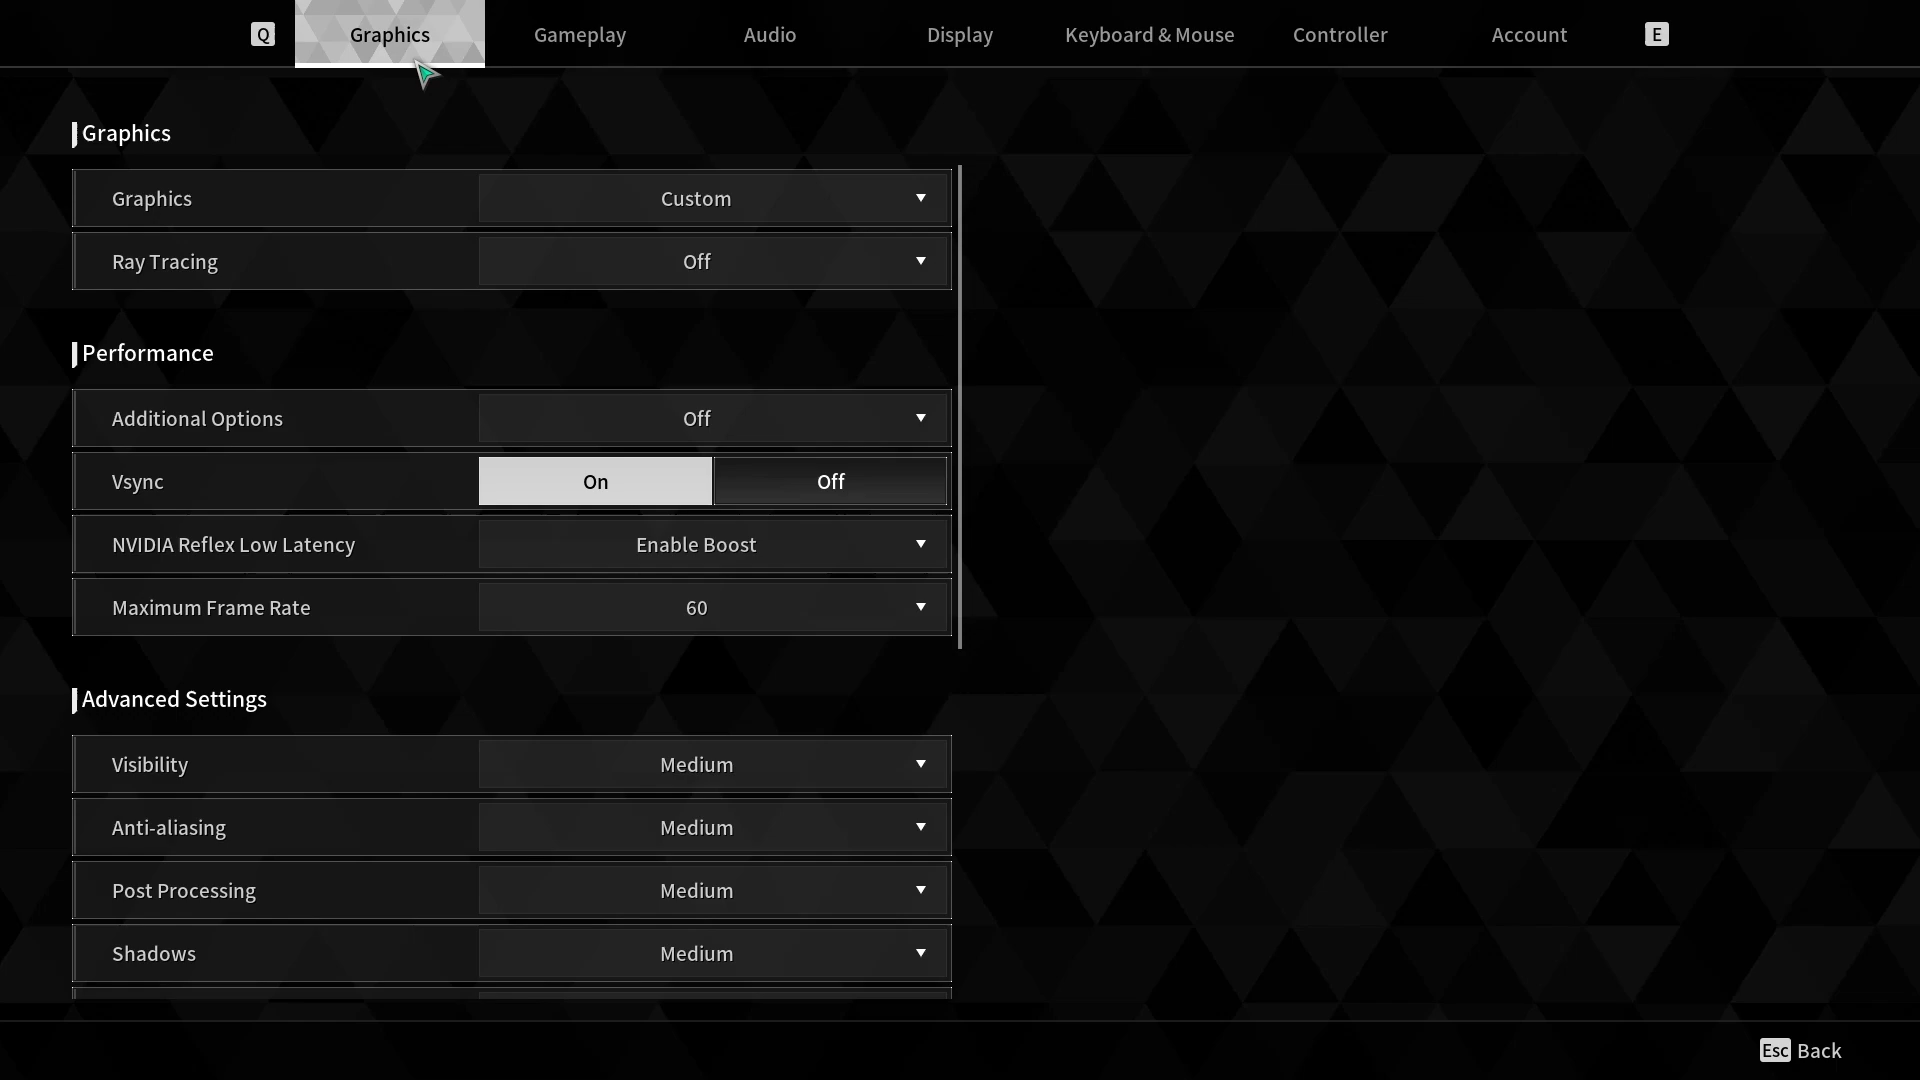 Q Graphics Gameplay Audio Display Keyboard & Mouse Controller Account E
Graphics
Graphics Custom
Ray Tracing Off
Performance
Additional Options Off
Vsync On Off
NVIDIA Reflex Low Latency Enable Boost
Maximum Frame Rate 60
Advanced Settings
Visibility Medium
Anti-aliasing Medium
Post Processing Medium
Shadows Medium
Esc Back